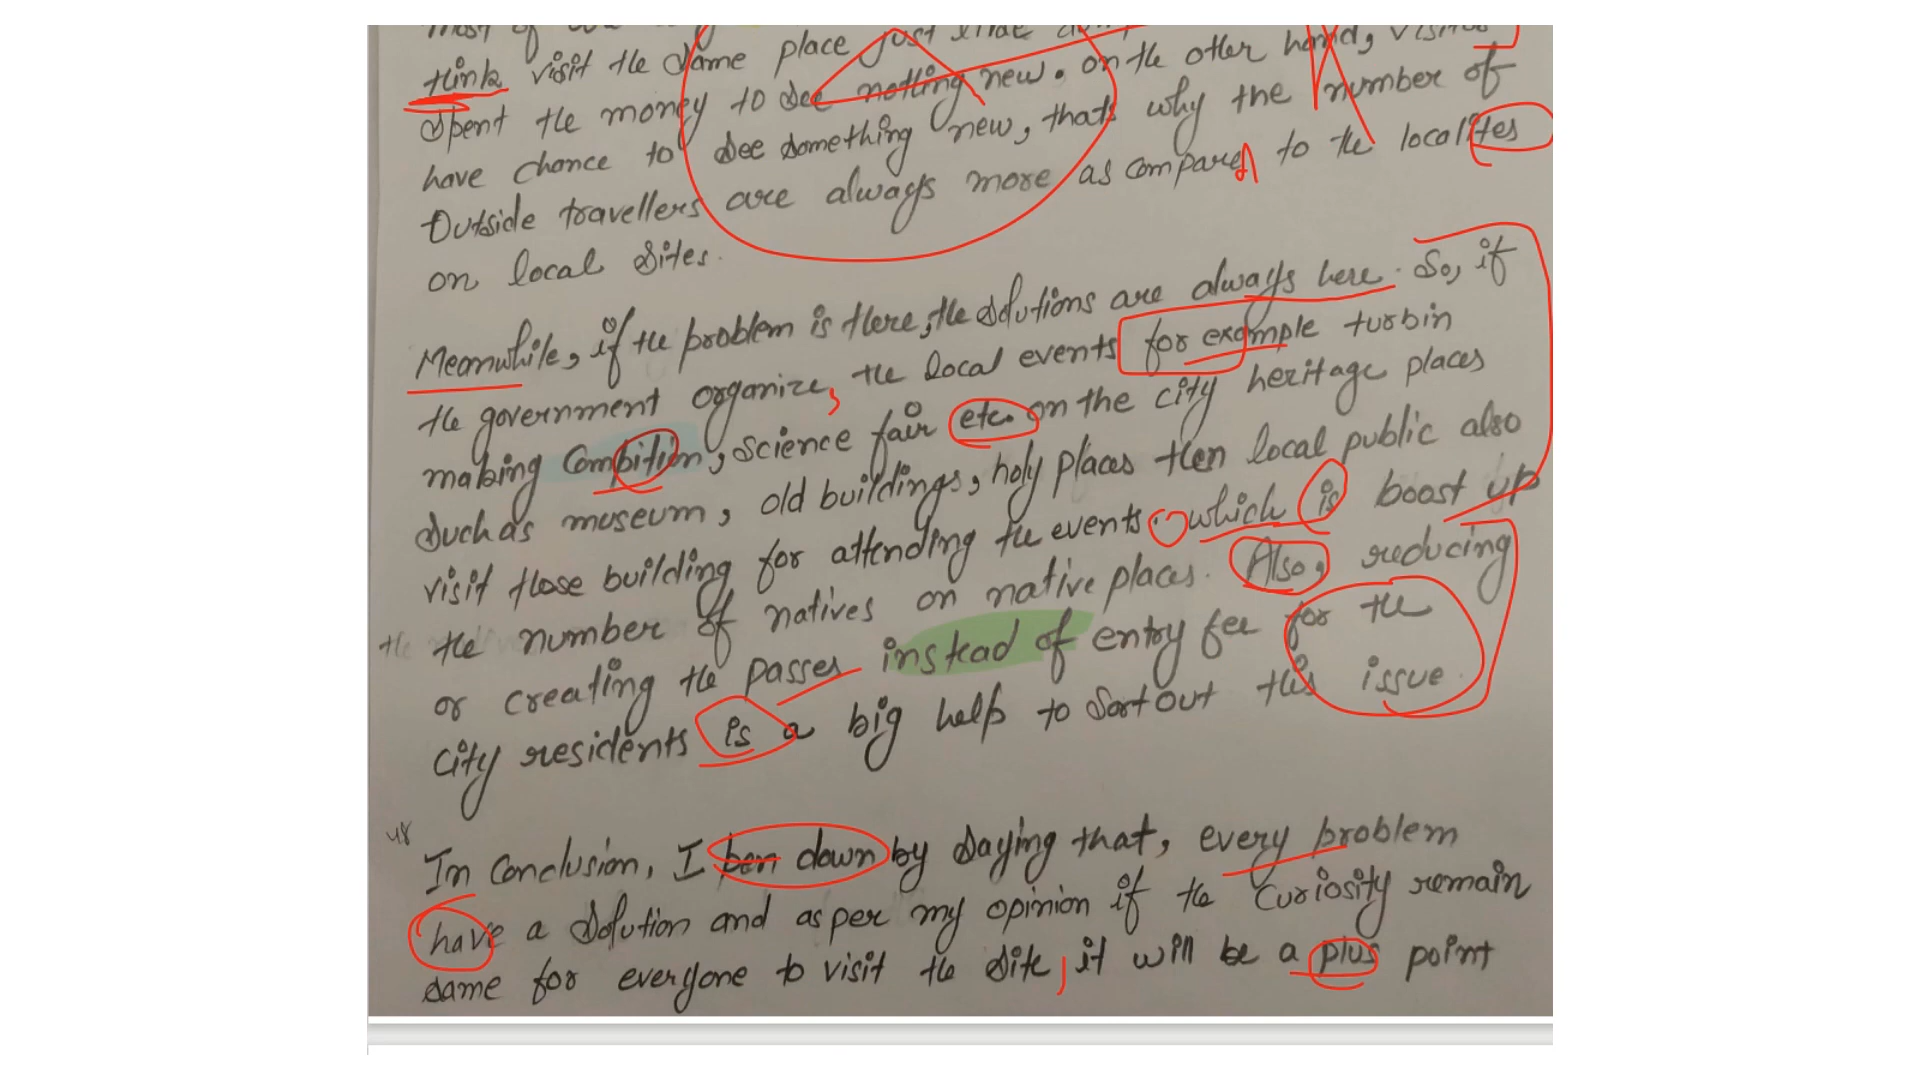 most of
think visit the same place just
spent the money to see nothing new. on the other hand, visitor
have chance to see something new, thats why the number of
Outside travellers are always more as compare to the localites
on local sites.
Meanwhile, if the problem is there, the solutions are always here. So, if
the government organize, the local events for example turbin
making Combition, science fair etc. on the city heritage places
such as museum, old buildings, holy places then local public also
visit those building for attending the events. which is boost up
the number of natives on native places. Also, reducing
or creating the passes instead of entry fee for the
city residents is a big help to sort out this issue.
48
In Conclusion, I pen down by saying that, every problem
have a solution and as per my opinion if the Curiosity remain
same for everyone to visit the site, it will be a plus point